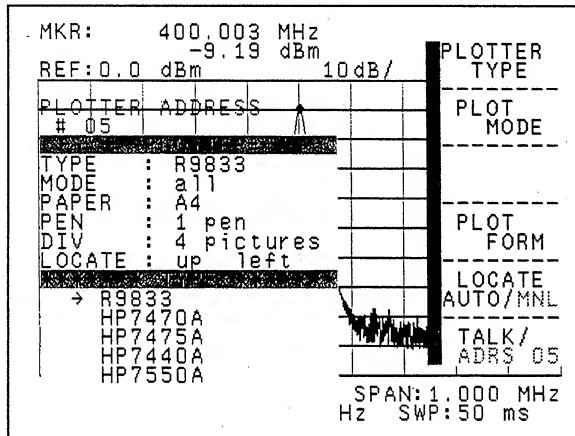 MKR: 400.003 MHz
-9.19 dBm
REF:0.0 dBm 10dB/
PLOTTER ADDRESS
# 05
TYPE : R9833
MODE : all
PAPER : A4
PEN : 1 pen
DIV : 4 pictures
LOCATE : up left
→ R9833
HP7470A
HP7475A
HP7440A
HP7550A
PLOTTER
TYPE
PLOT
MODE
PLOT
FORM
LOCATE
AUTO/MNL
TALK/
ADRS 05
SPAN:1.000 MHz
Hz SWP:50 ms